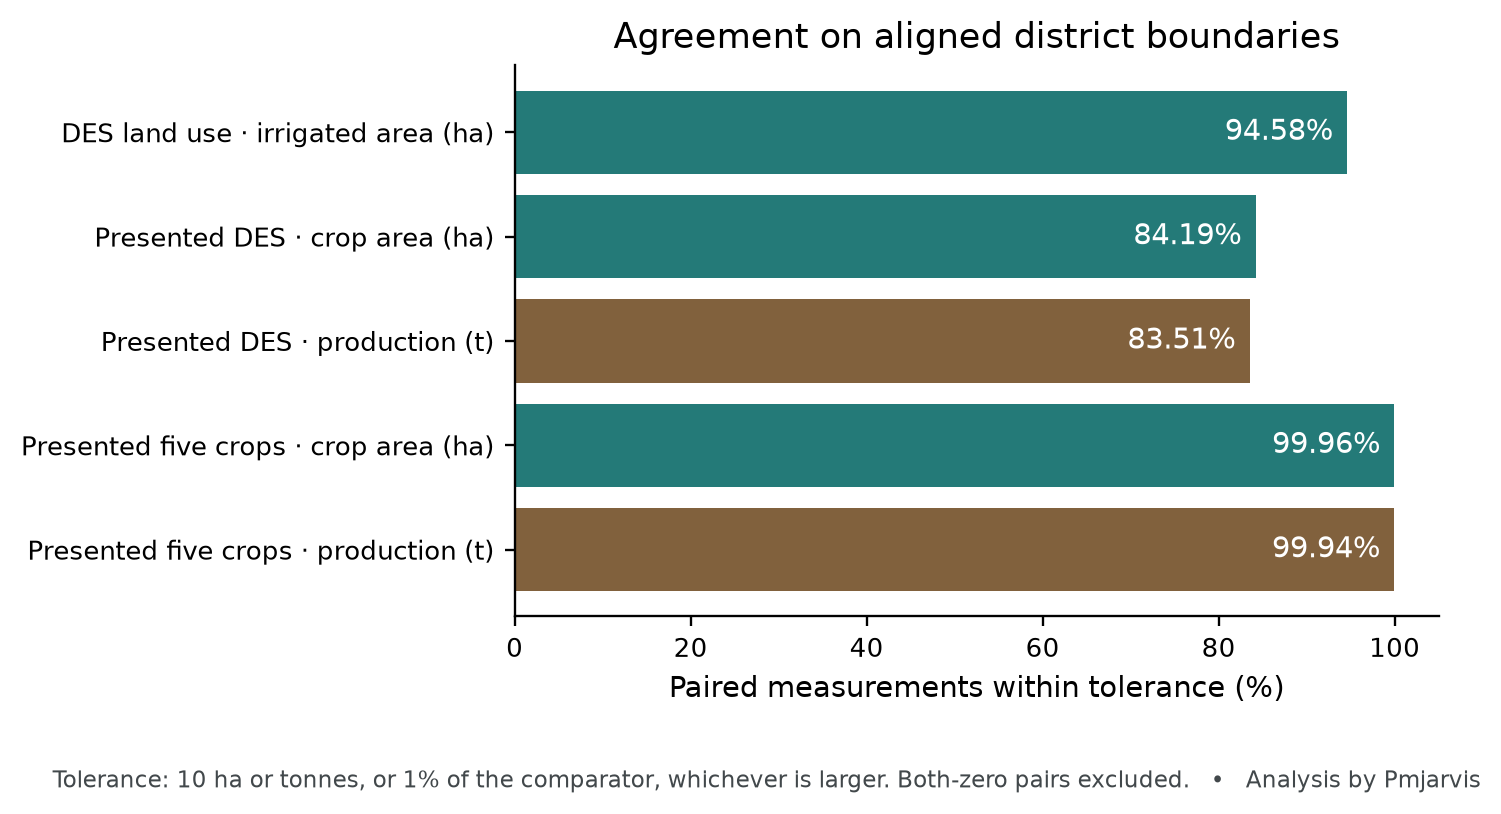 Agreement on aligned district boundaries
DES land use · irrigated area (ha)
94.58%
Presented DES · crop area (ha)
84.19%
Presented DES · production (t)
83.51%
Presented five crops · crop area (ha)
99.96%
Presented five crops · production (t)
99.94%
0 20 40 60 80 100
Paired measurements within tolerance (%)
Tolerance: 10 ha or tonnes, or 1% of the comparator, whichever is larger. Both-zero pairs excluded. • Analysis by Pmjarvis